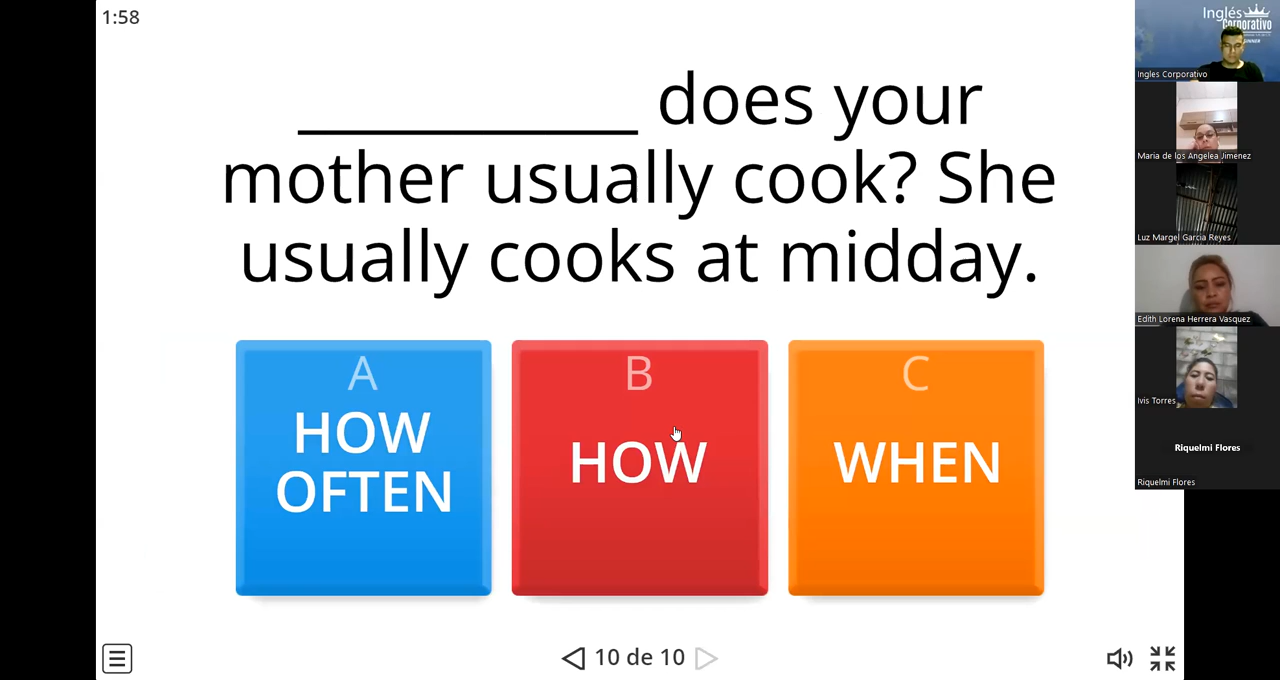 1:58
___________ does your
mother usually cook? She
usually cooks at midday.
A
HOW
OFTEN
B
HOW
C
WHEN
10 de 10
Inglés
Corporativo
Ingles Corporativo
Maria de los Angelea Jimenez
Luz Margel Garcia Reyes
Edith Lorena Herrera Vasquez
Ivis Torres
Riquelmi Flores
Riquelmi Flores